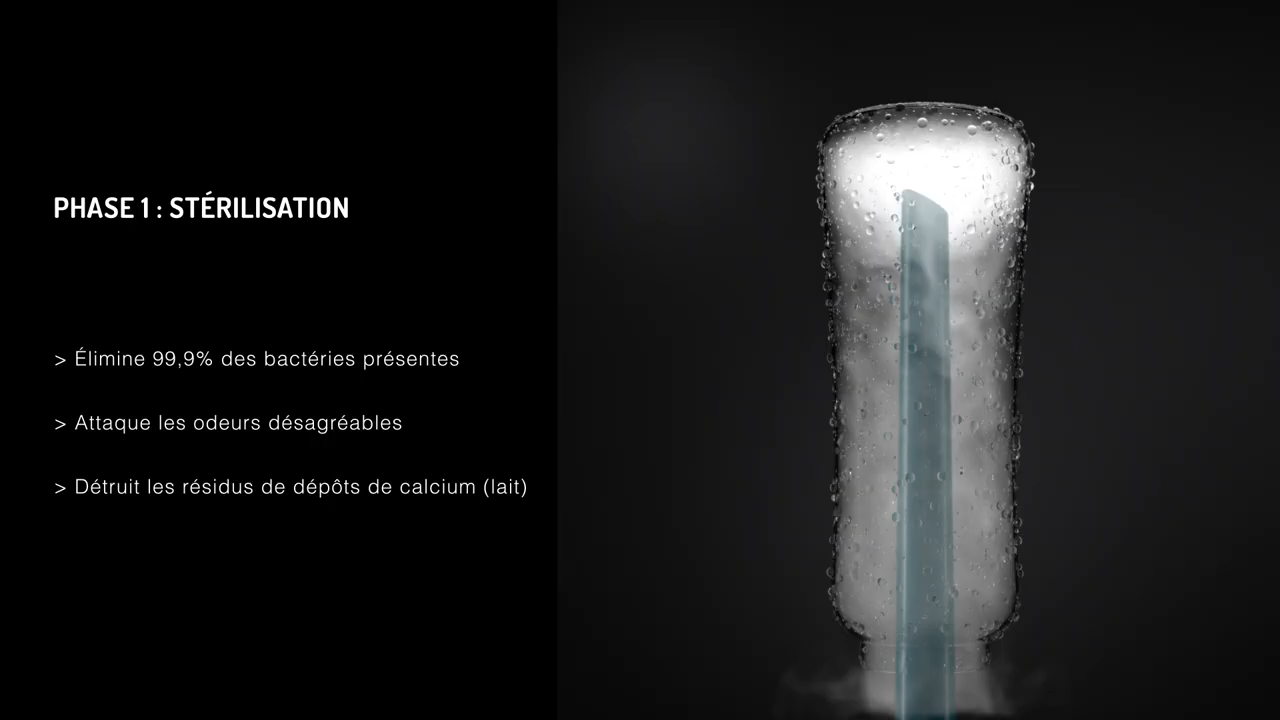 PHASE 1 : STÉRILISATION
> Élimine 99,9% des bactéries présentes
> Attaque les odeurs désagréables
> Détruit les résidus de dépôts de calcium (lait)